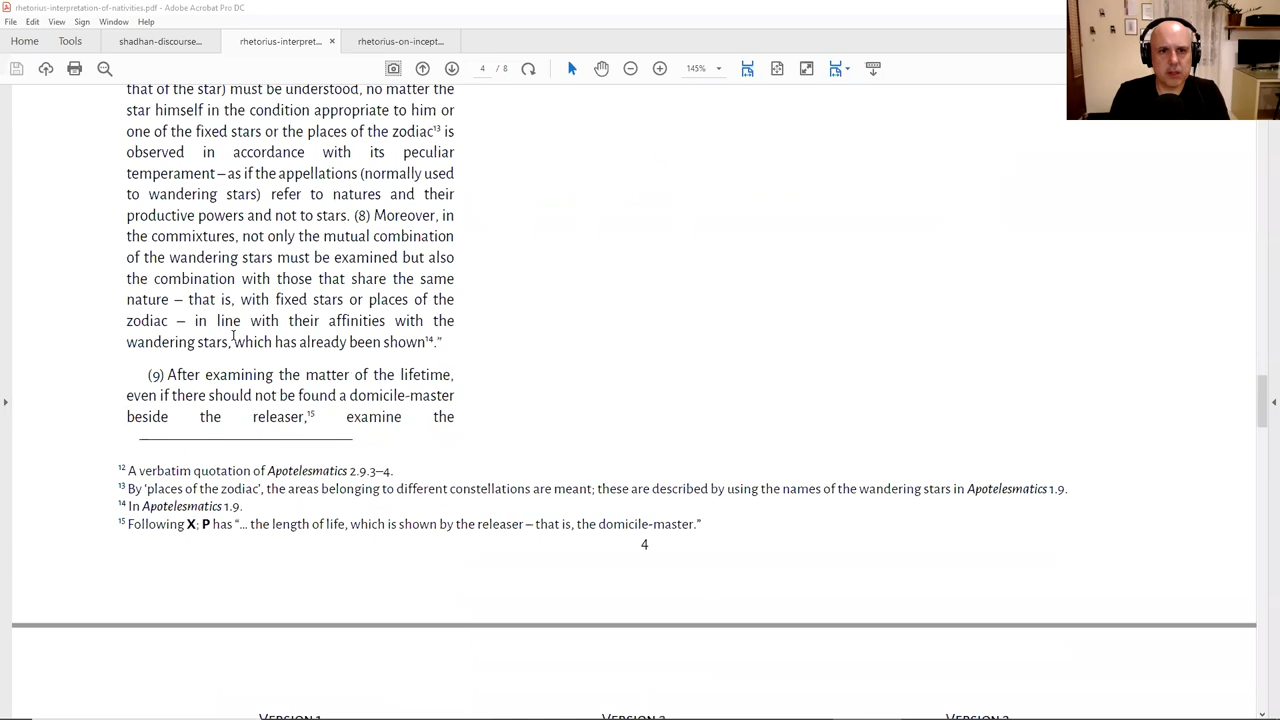 rhetorius-interpretation-of-nativities.pdf - Adobe Acrobat Pro DC
File Edit View Sign Window Help
Home Tools shadhan-discourse... rhetorius-interpret... × rhetorius-on-incept...
4 / 8 145%
that of the star) must be understood, no matter the
star himself in the condition appropriate to him or
one of the fixed stars or the places of the zodiac¹³ is
observed in accordance with its peculiar
temperament – as if the appellations (normally used
to wandering stars) refer to natures and their
productive powers and not to stars. (8) Moreover, in
the commixtures, not only the mutual combination
of the wandering stars must be examined but also
the combination with those that share the same
nature – that is, with fixed stars or places of the
zodiac – in line with their affinities with the
wandering stars, which has already been shown¹⁴.”
(9) After examining the matter of the lifetime,
even if there should not be found a domicile-master
beside the releaser,¹⁵ examine the
¹² A verbatim quotation of Apotelesmatics 2.9.3–4.
¹³ By ‘places of the zodiac’, the areas belonging to different constellations are meant; these are described by using the names of the wandering stars in Apotelesmatics 1.9.
¹⁴ In Apotelesmatics 1.9.
¹⁵ Following X; P has “... the length of life, which is shown by the releaser – that is, the domicile-master.”
4
VERSION 1 VERSION 2 VERSION 3